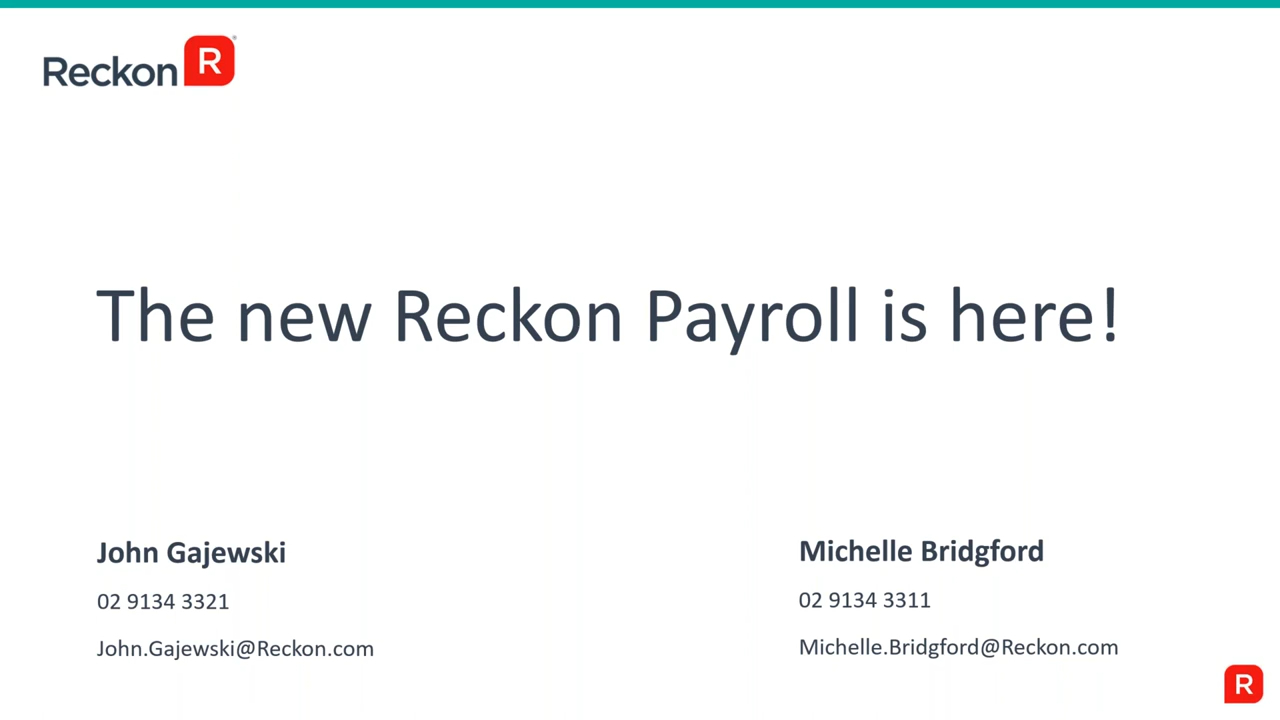 Reckon R
The new Reckon Payroll is here!
John Gajewski
02 9134 3321
John.Gajewski@Reckon.com
Michelle Bridgford
02 9134 3311
Michelle.Bridgford@Reckon.com
R